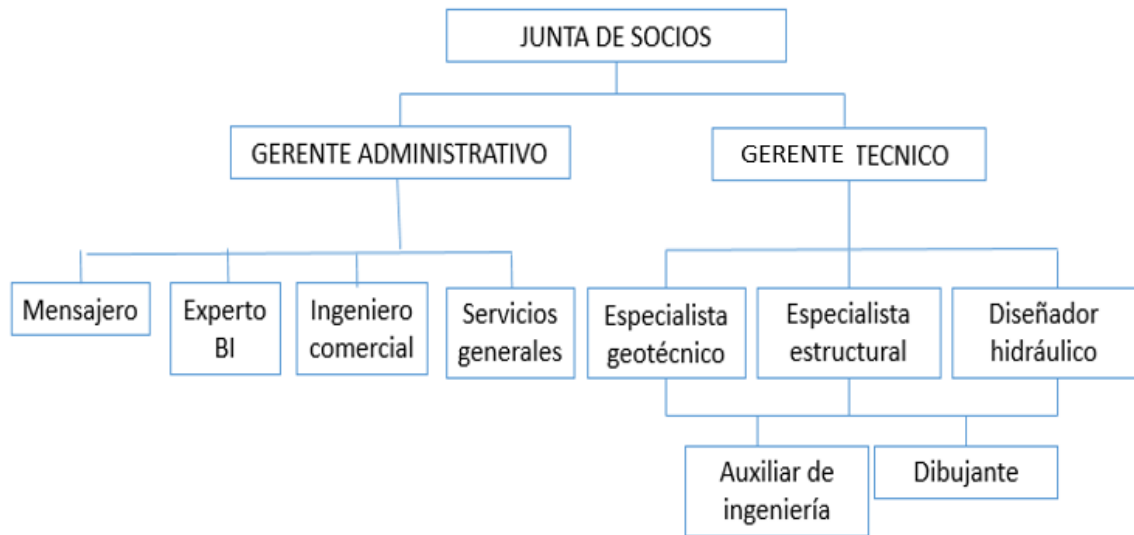 JUNTA DE SOCIOS
GERENTE ADMINISTRATIVO
GERENTE TECNICO
Mensajero
Experto
BI
Ingeniero
comercial
Servicios
generales
Especialista
geotécnico
Especialista
estructural
Diseñador
hidráulico
Auxiliar de
ingeniería
Dibujante